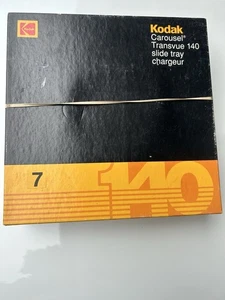 Kodak
Carousel®
Transvue 140
slide tray
chargeur
7
140